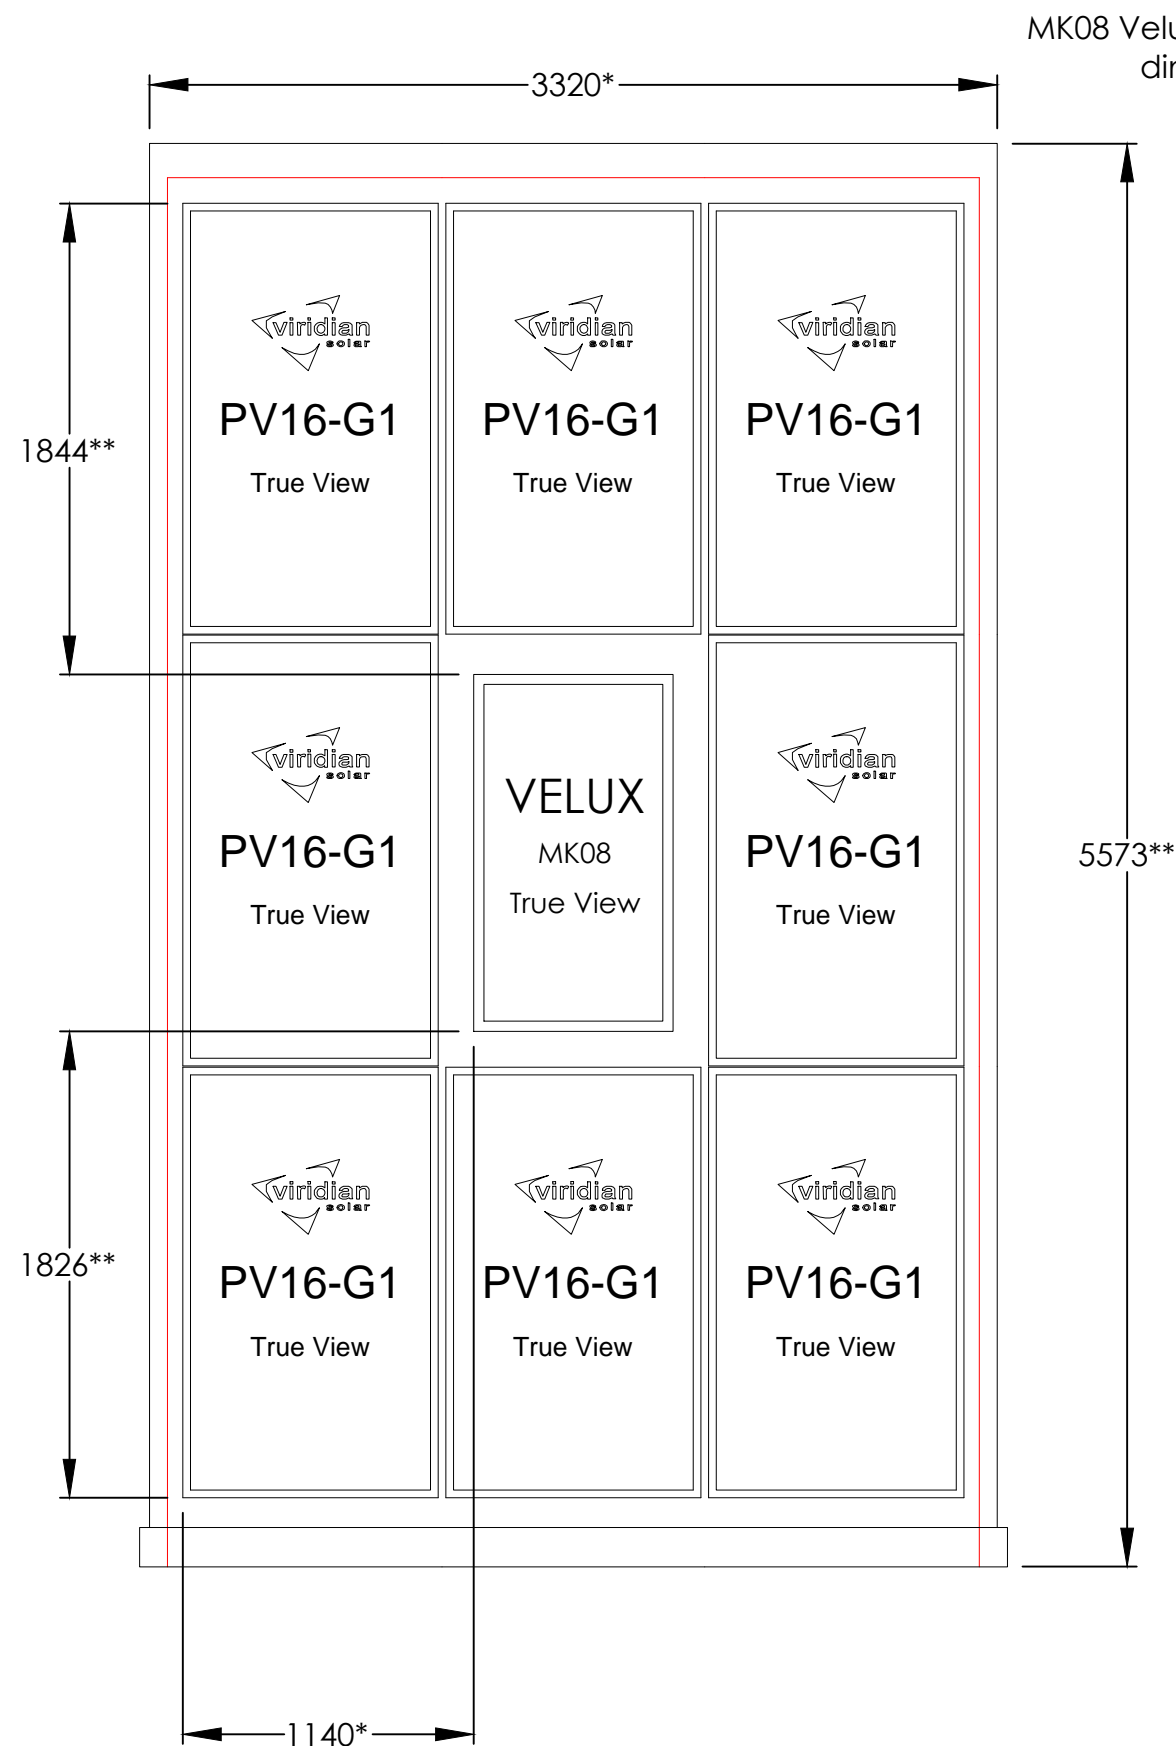 MK08 Velu
dir
3320*
viridian
solar
PV16-G1
True View
viridian
solar
PV16-G1
True View
viridian
solar
PV16-G1
True View
1844**
viridian
solar
PV16-G1
True View
VELUX
MK08
True View
viridian
solar
PV16-G1
True View
5573**
viridian
solar
PV16-G1
True View
viridian
solar
PV16-G1
True View
viridian
solar
PV16-G1
True View
1826**
1140*